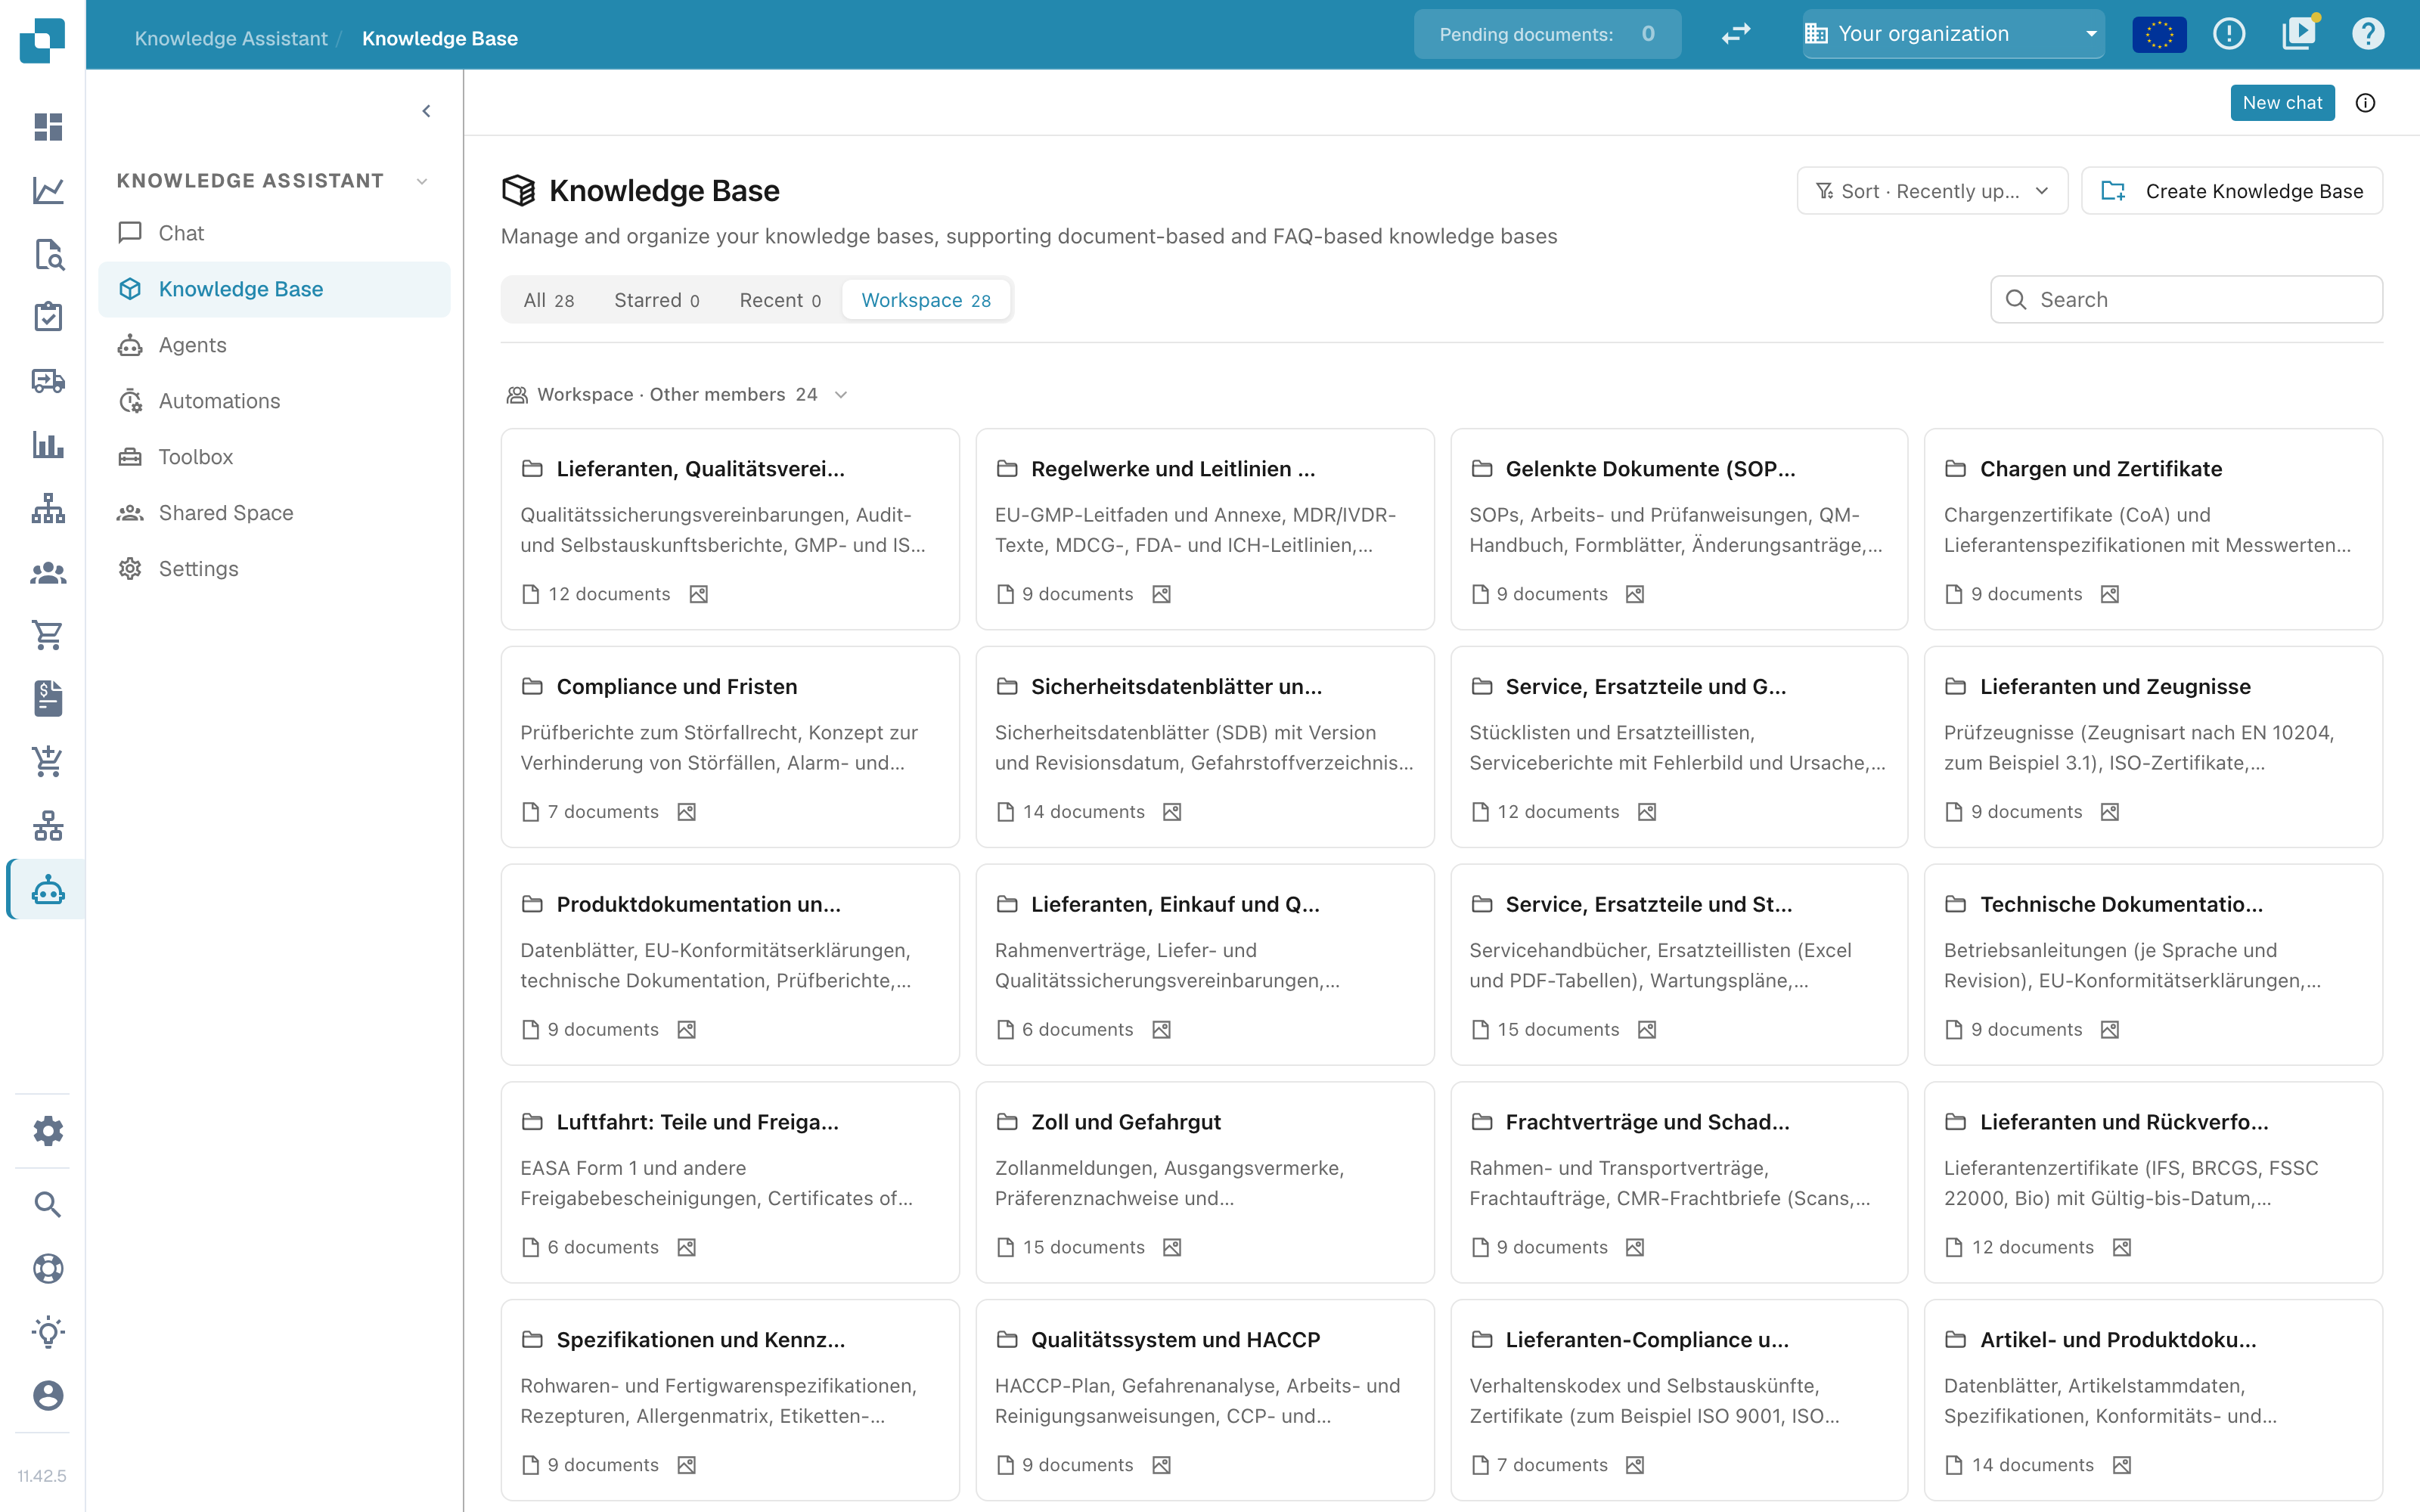 Knowledge Assistant / Knowledge Base
Pending documents: 0
Your organization
New chat
KNOWLEDGE ASSISTANT
Chat
Knowledge Base
Agents
Automations
Toolbox
Shared Space
Settings
11.42.5
Knowledge Base
Sort · Recently up...
Create Knowledge Base
Manage and organize your knowledge bases, supporting document-based and FAQ-based knowledge bases
All 28 Starred 0 Recent 0 Workspace 28
Search
Workspace · Other members 24
Lieferanten, Qualitätsverei...
Qualitätssicherungsvereinbarungen, Audit-
und Selbstauskunftsberichte, GMP- und IS...
12 documents
Regelwerke und Leitlinien ...
EU-GMP-Leitfaden und Annexe, MDR/IVDR-
Texte, MDCG-, FDA- und ICH-Leitlinien,...
9 documents
Gelenkte Dokumente (SOP...
SOPs, Arbeits- und Prüfanweisungen, QM-
Handbuch, Formblätter, Änderungsanträge,...
9 documents
Chargen und Zertifikate
Chargenzertifikate (CoA) und
Lieferantenspezifikationen mit Messwerten...
9 documents
Compliance und Fristen
Prüfberichte zum Störfallrecht, Konzept zur
Verhinderung von Störfällen, Alarm- und...
7 documents
Sicherheitsdatenblätter un...
Sicherheitsdatenblätter (SDB) mit Version
und Revisionsdatum, Gefahrstoffverzeichnis...
14 documents
Service, Ersatzteile und G...
Stücklisten und Ersatzteillisten,
Serviceberichte mit Fehlerbild und Ursache,...
12 documents
Lieferanten und Zeugnisse
Prüfzeugnisse (Zeugnisart nach EN 10204,
zum Beispiel 3.1), ISO-Zertifikate,...
9 documents
Produktdokumentation un...
Datenblätter, EU-Konformitätserklärungen,
technische Dokumentation, Prüfberichte,...
9 documents
Lieferanten, Einkauf und Q...
Rahmenverträge, Liefer- und
Qualitätssicherungsvereinbarungen,...
6 documents
Service, Ersatzteile und St...
Servicehandbücher, Ersatzteillisten (Excel
und PDF-Tabellen), Wartungspläne,...
15 documents
Technische Dokumentatio...
Betriebsanleitungen (je Sprache und
Revision), EU-Konformitätserklärungen,...
9 documents
Luftfahrt: Teile und Freiga...
EASA Form 1 und andere
Freigabebescheinigungen, Certificates of...
6 documents
Zoll und Gefahrgut
Zollanmeldungen, Ausgangsvermerke,
Präferenznachweise und...
15 documents
Frachtverträge und Schad...
Rahmen- und Transportverträge,
Frachtaufträge, CMR-Frachtbriefe (Scans,...
9 documents
Lieferanten und Rückverfo...
Lieferantenzertifikate (IFS, BRCGS, FSSC
22000, Bio) mit Gültig-bis-Datum,...
12 documents
Spezifikationen und Kennz...
Rohwaren- und Fertigwarenspezifikationen,
Rezepturen, Allergenmatrix, Etiketten-...
9 documents
Qualitätssystem und HACCP
HACCP-Plan, Gefahrenanalyse, Arbeits- und
Reinigungsanweisungen, CCP- und...
9 documents
Lieferanten-Compliance u...
Verhaltenskodex und Selbstauskünfte,
Zertifikate (zum Beispiel ISO 9001, ISO...
7 documents
Artikel- und Produktdoku...
Datenblätter, Artikelstammdaten,
Spezifikationen, Konformitäts- und...
14 documents